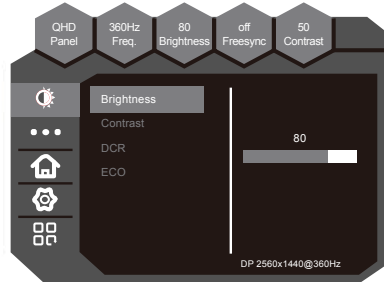 QHD
Panel
360Hz
Freq.
80
Brightness
off
Freesync
50
Contrast
Brightness
Contrast
DCR
ECO
80
DP 2560x1440@360Hz